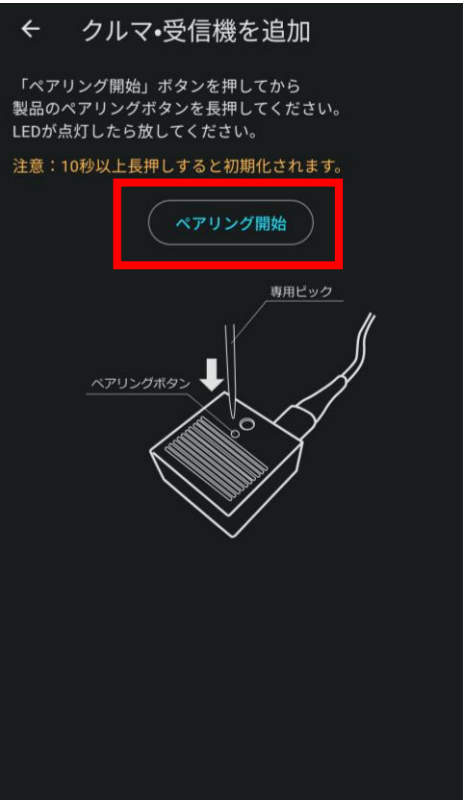 クルマ•受信機を追加
「ペアリング開始」ボタンを押してから
製品のペアリングボタンを長押してください。
LEDが点灯したら放してください。
注意：10秒以上長押しすると初期化されます。
ペアリング開始
専用ピック
ペアリングボタン